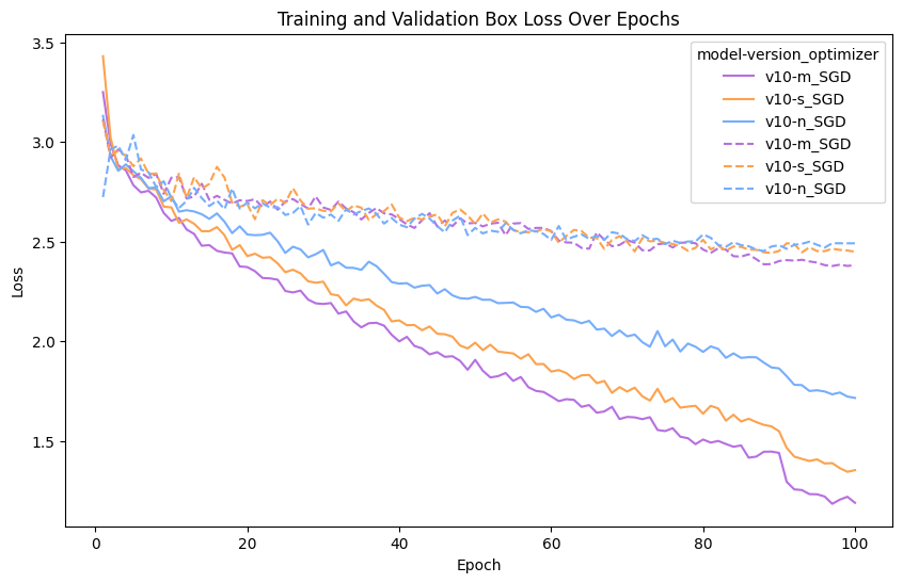 Training and Validation Box Loss Over Epochs
3.5
3.0
2.5
2.0
1.5
Loss
0
20
40
60
80
100
Epoch
model-version_optimizer
v10-m_SGD
v10-s_SGD
v10-n_SGD
v10-m_SGD
v10-s_SGD
v10-n_SGD